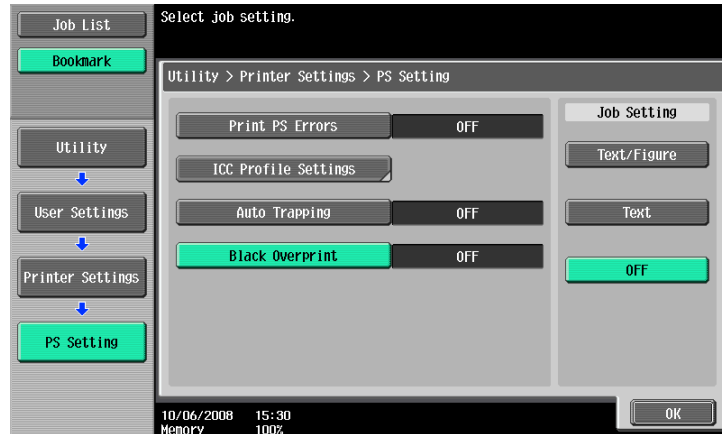 Job List
Bookmark
Select job setting.
Utility > Printer Settings > PS Setting
Utility
User Settings
Printer Settings
PS Setting
Print PS Errors OFF
ICC Profile Settings
Auto Trapping OFF
Black Overprint OFF
Job Setting
Text/Figure
Text
OFF
10/06/2008 15:30
Memory 100%
OK